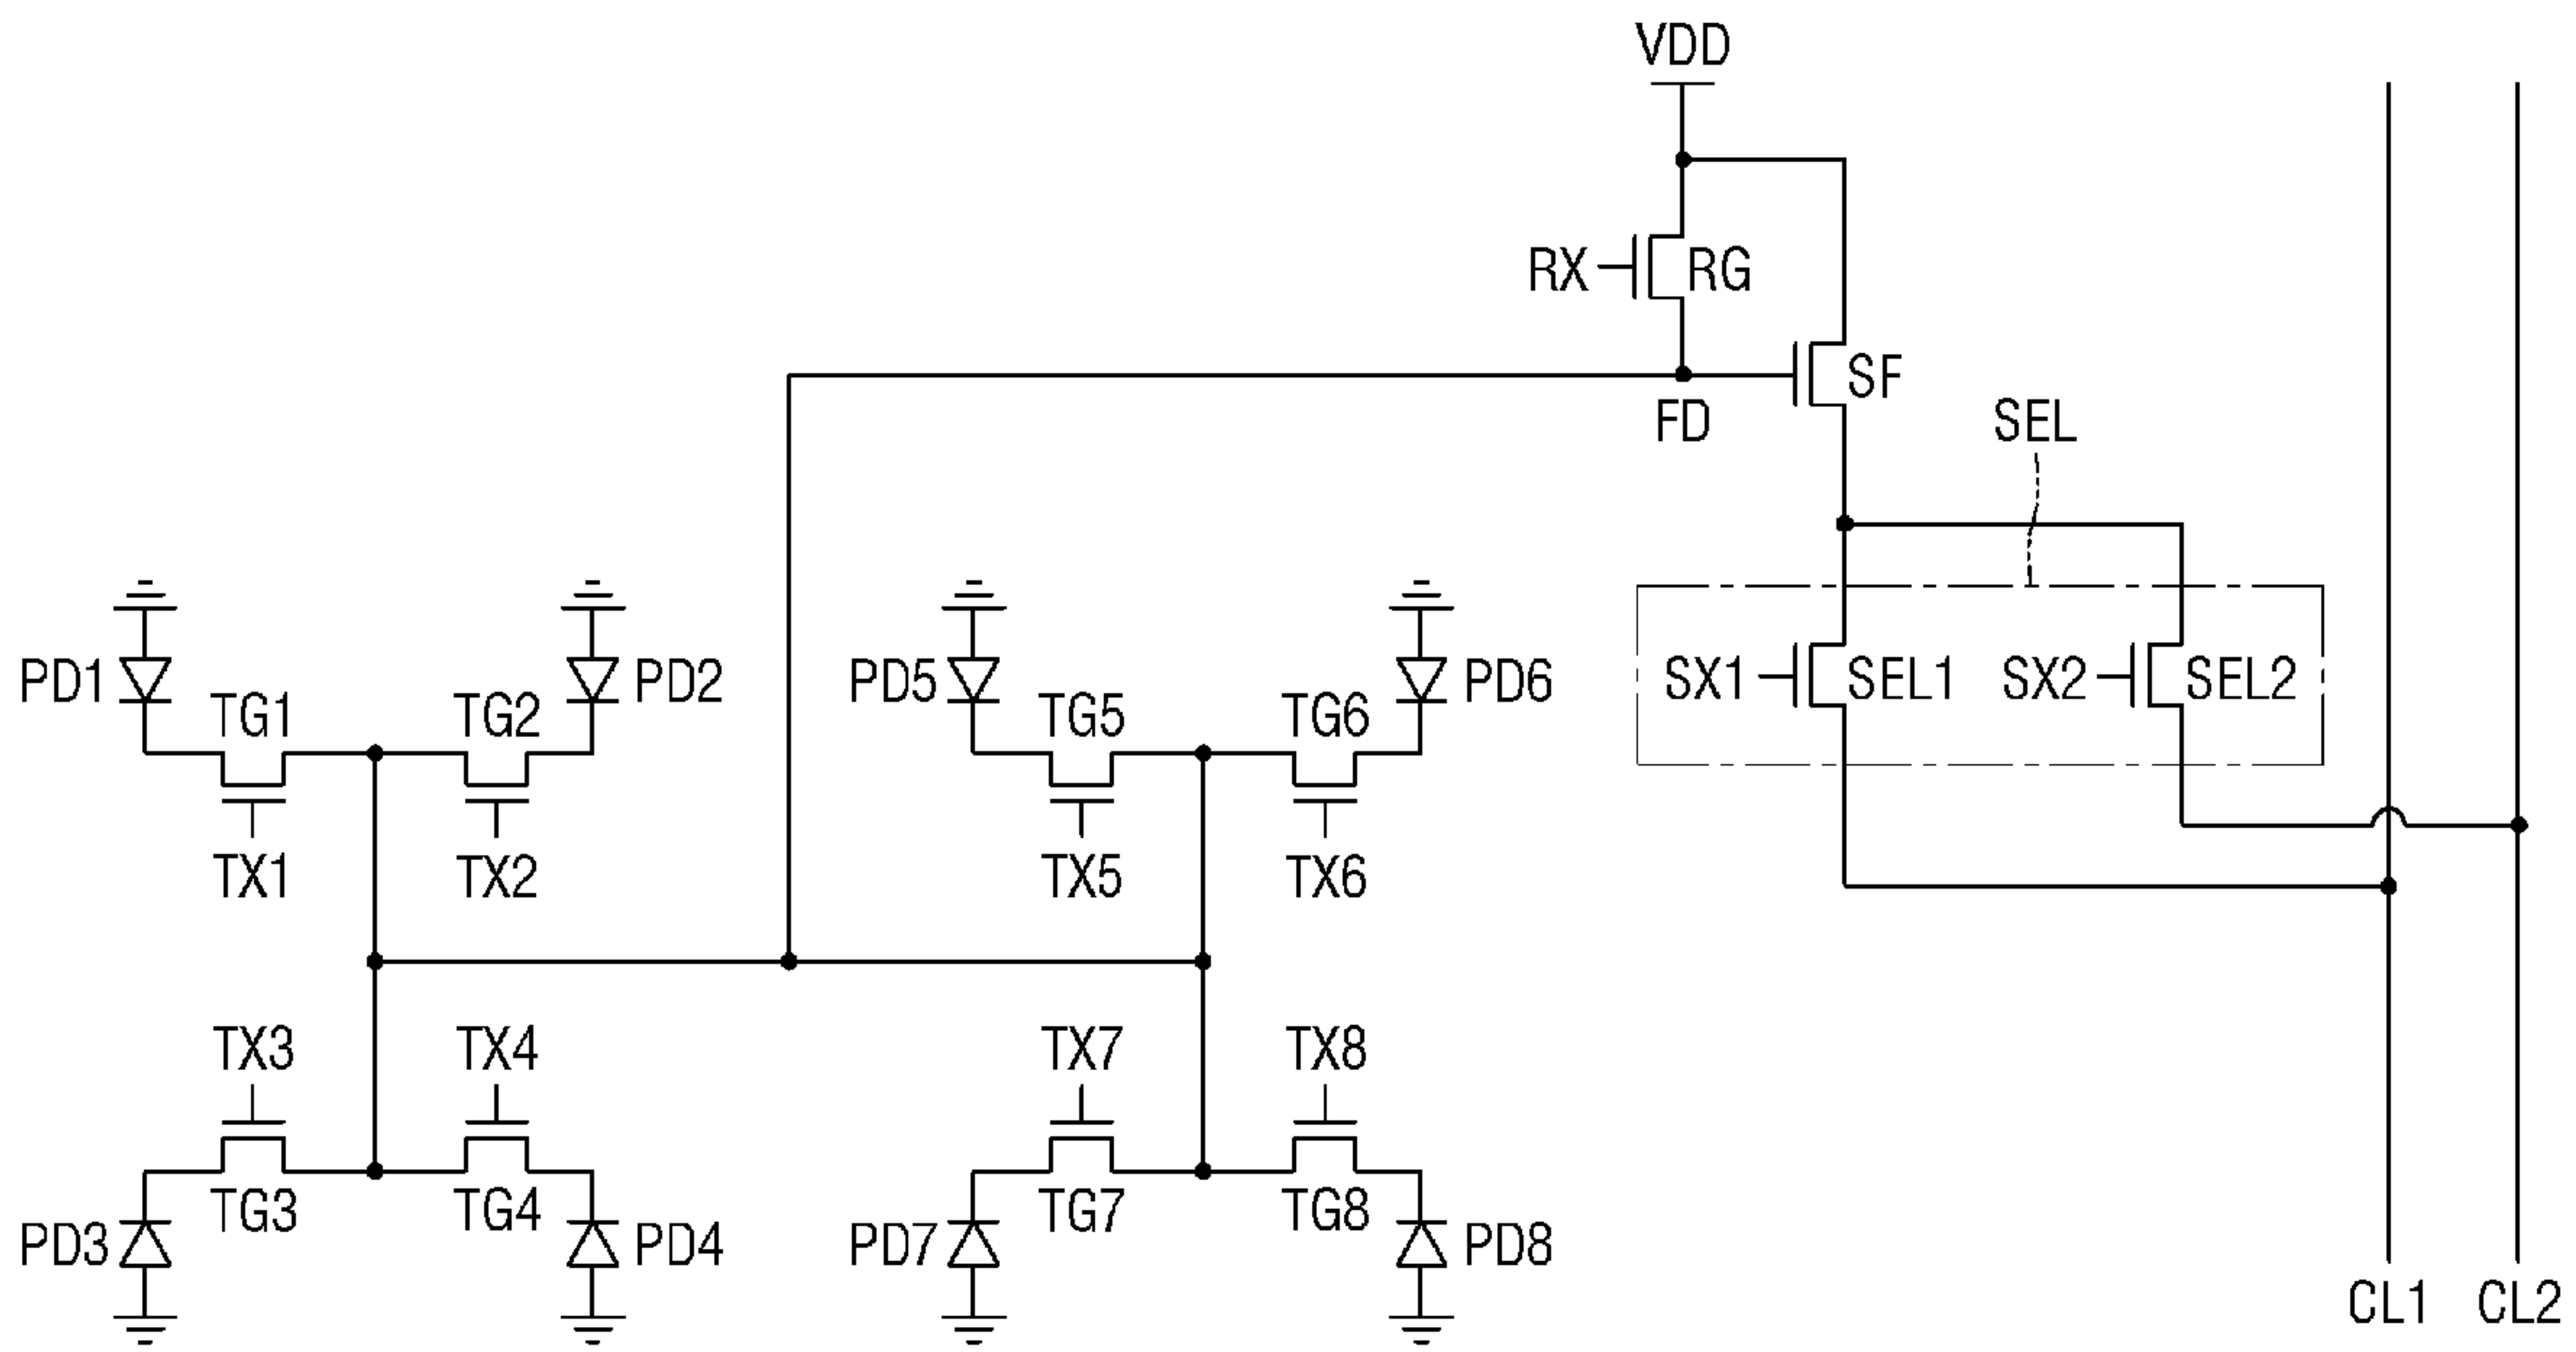 VDD
RX RG
SF
FD
SEL
PD1 PD2 PD5 PD6 SX1 SEL1 SX2 SEL2
TG1 TG2 TG5 TG6
TX1 TX2 TX5 TX6
TX3 TX4 TX7 TX8
TG3 TG4 TG7 TG8
PD3 PD4 PD7 PD8
CL1 CL2